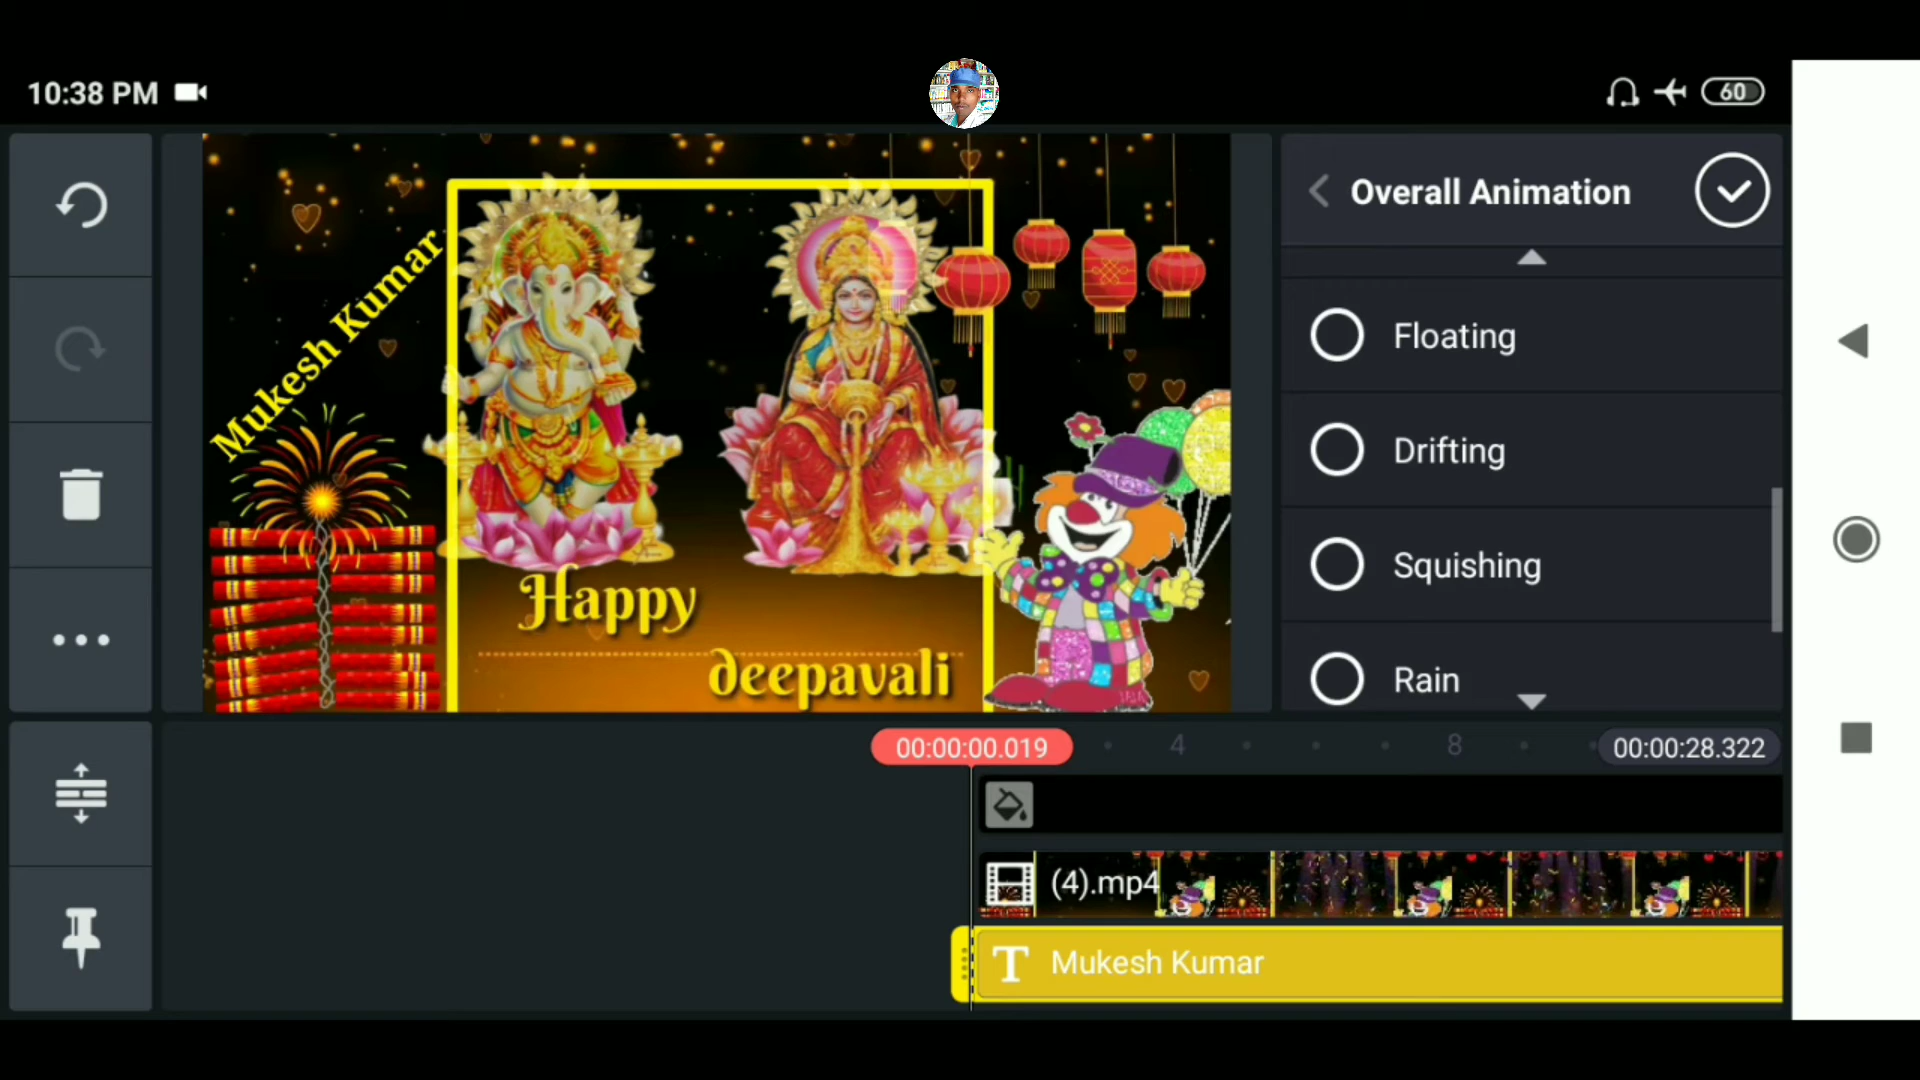 10:38 PM
60
Overall Animation
Mukesh Kumar
Floating
Drifting
Squishing
Happy
deepavali
Rain
00:00:00.019
4
8
00:00:28.322
(4).mp4
T Mukesh Kumar